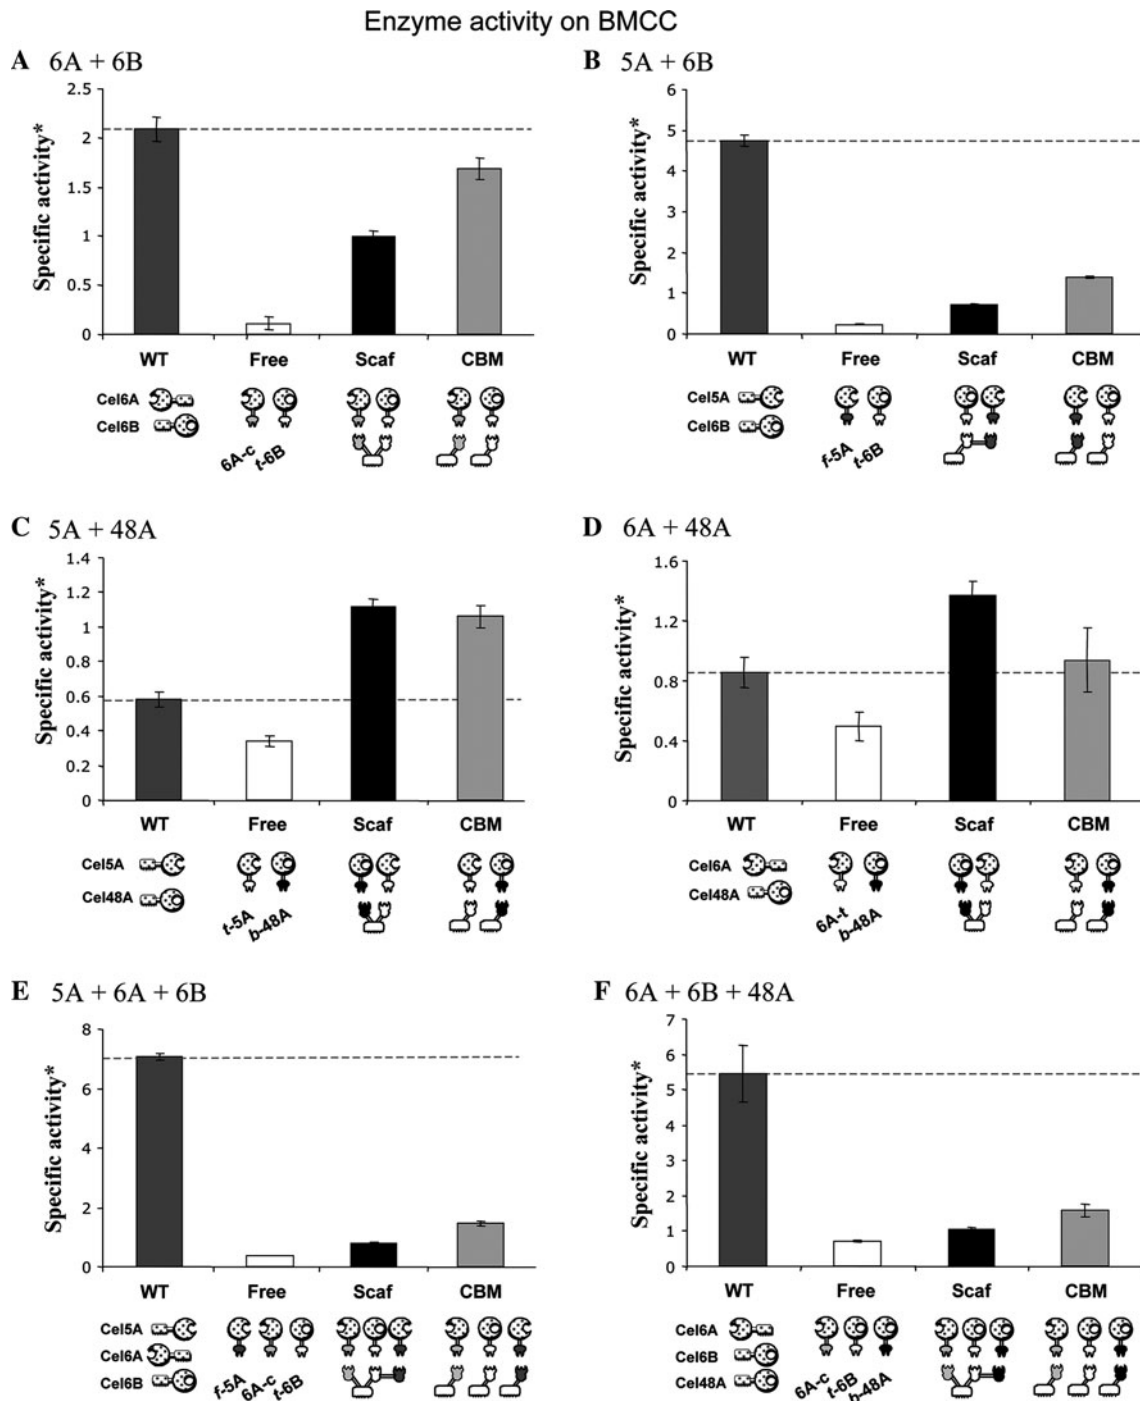 Enzyme activity on BMCC
A 6A + 6B
Specific activity*
2.5
2
1.5
1
0.5
0
WT Free Scaf CBM
Cel6A
Cel6B
6A-c t-6B
B 5A + 6B
Specific activity*
6
5
4
3
2
1
0
WT Free Scaf CBM
Cel5A
Cel6B
f-5A t-6B
C 5A + 48A
Specific activity*
1.4
1.2
1
0.8
0.6
0.4
0.2
0
WT Free Scaf CBM
Cel5A
Cel48A
t-5A b-48A
D 6A + 48A
Specific activity*
1.6
1.2
0.8
0.4
0
WT Free Scaf CBM
Cel6A
Cel48A
6A-t b-48A
E 5A + 6A + 6B
Specific activity*
8
6
4
2
0
WT Free Scaf CBM
Cel5A
Cel6A
Cel6B
f-5A 6A-c t-6B
F 6A + 6B + 48A
Specific activity*
7
6
5
4
3
2
1
0
WT Free Scaf CBM
Cel6A
Cel6B
Cel48A
6A-c t-6B b-48A